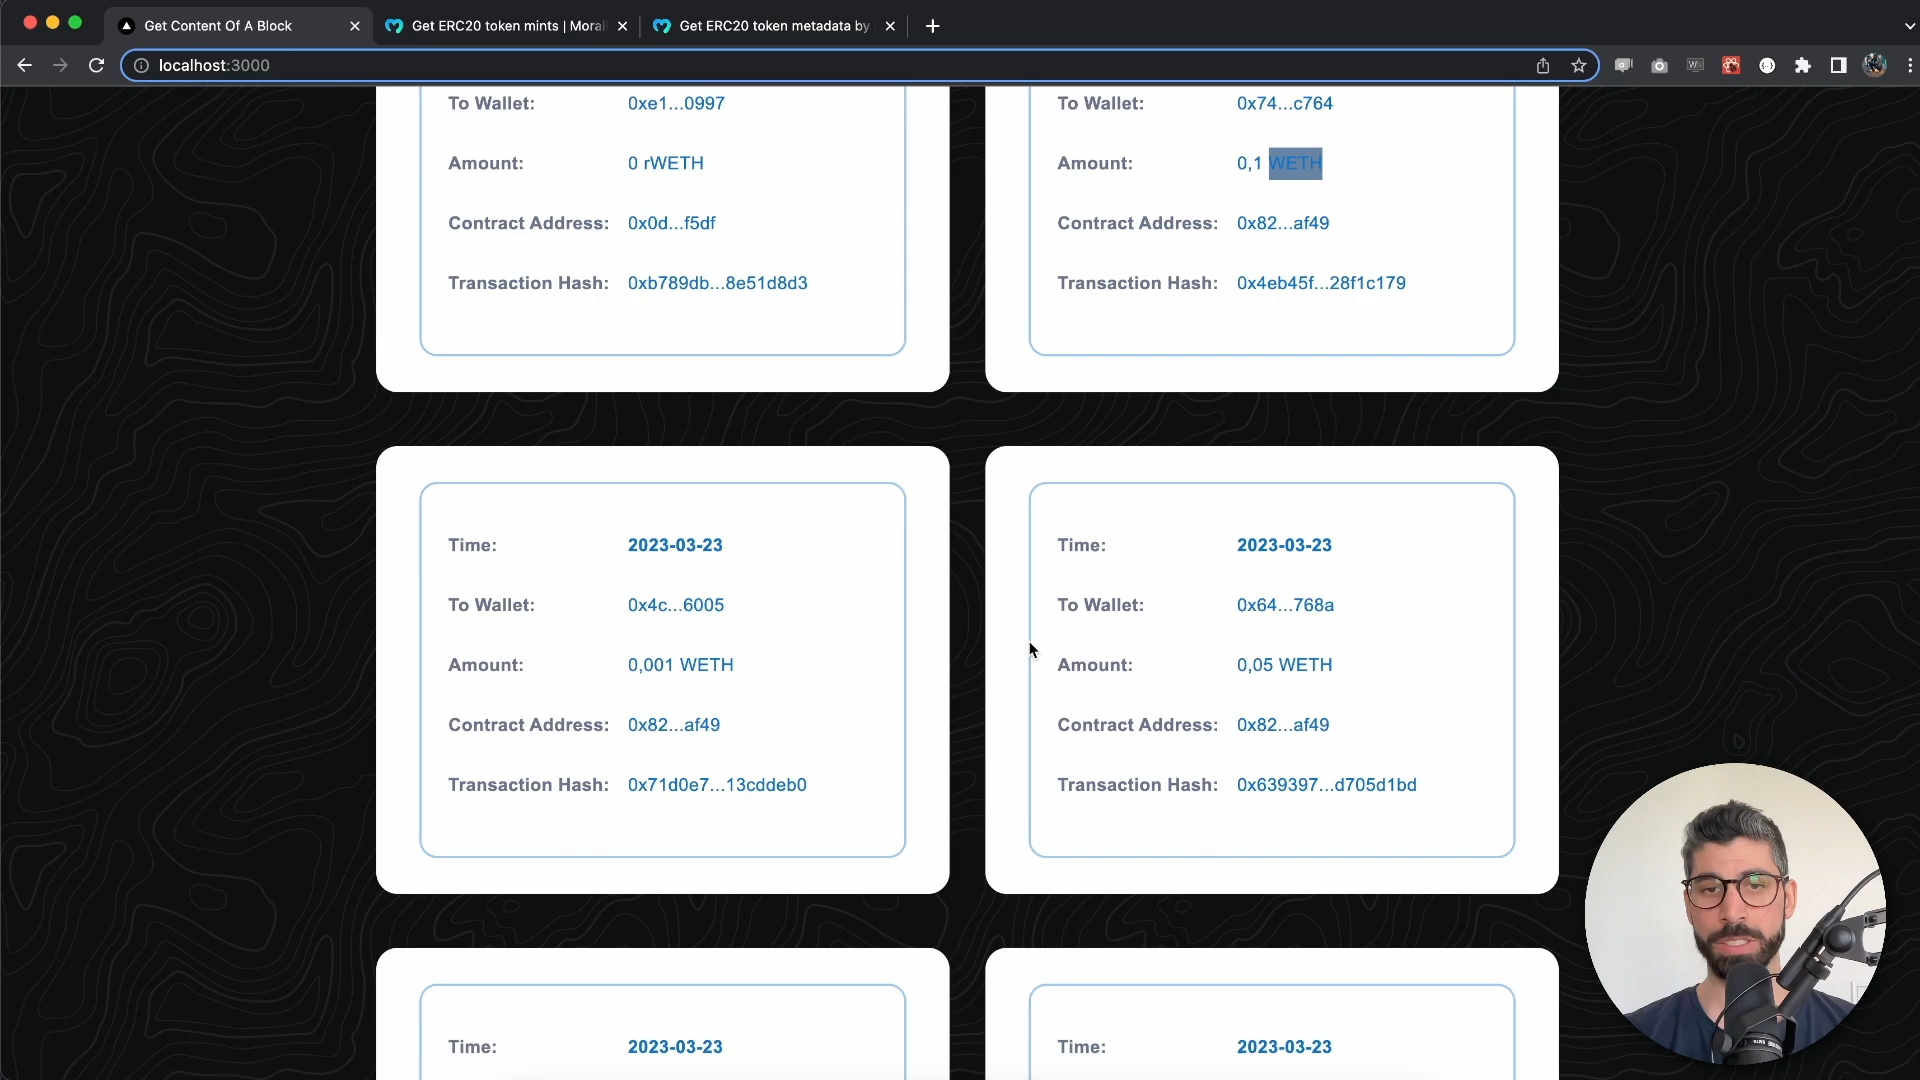 Get Content Of A Block
Get ERC20 token mints | Moral
Get ERC20 token metadata by
localhost:3000
To Wallet: 0xe1...0997
Amount: 0 rWETH
Contract Address: 0x0d...f5df
Transaction Hash: 0xb789db...8e51d8d3
To Wallet: 0x74...c764
Amount: 0,1 WETH
Contract Address: 0x82...af49
Transaction Hash: 0x4eb45f...28f1c179
Time: 2023-03-23
To Wallet: 0x4c...6005
Amount: 0,001 WETH
Contract Address: 0x82...af49
Transaction Hash: 0x71d0e7...13cddeb0
Time: 2023-03-23
To Wallet: 0x64...768a
Amount: 0,05 WETH
Contract Address: 0x82...af49
Transaction Hash: 0x639397...d705d1bd
Time: 2023-03-23
Time: 2023-03-23